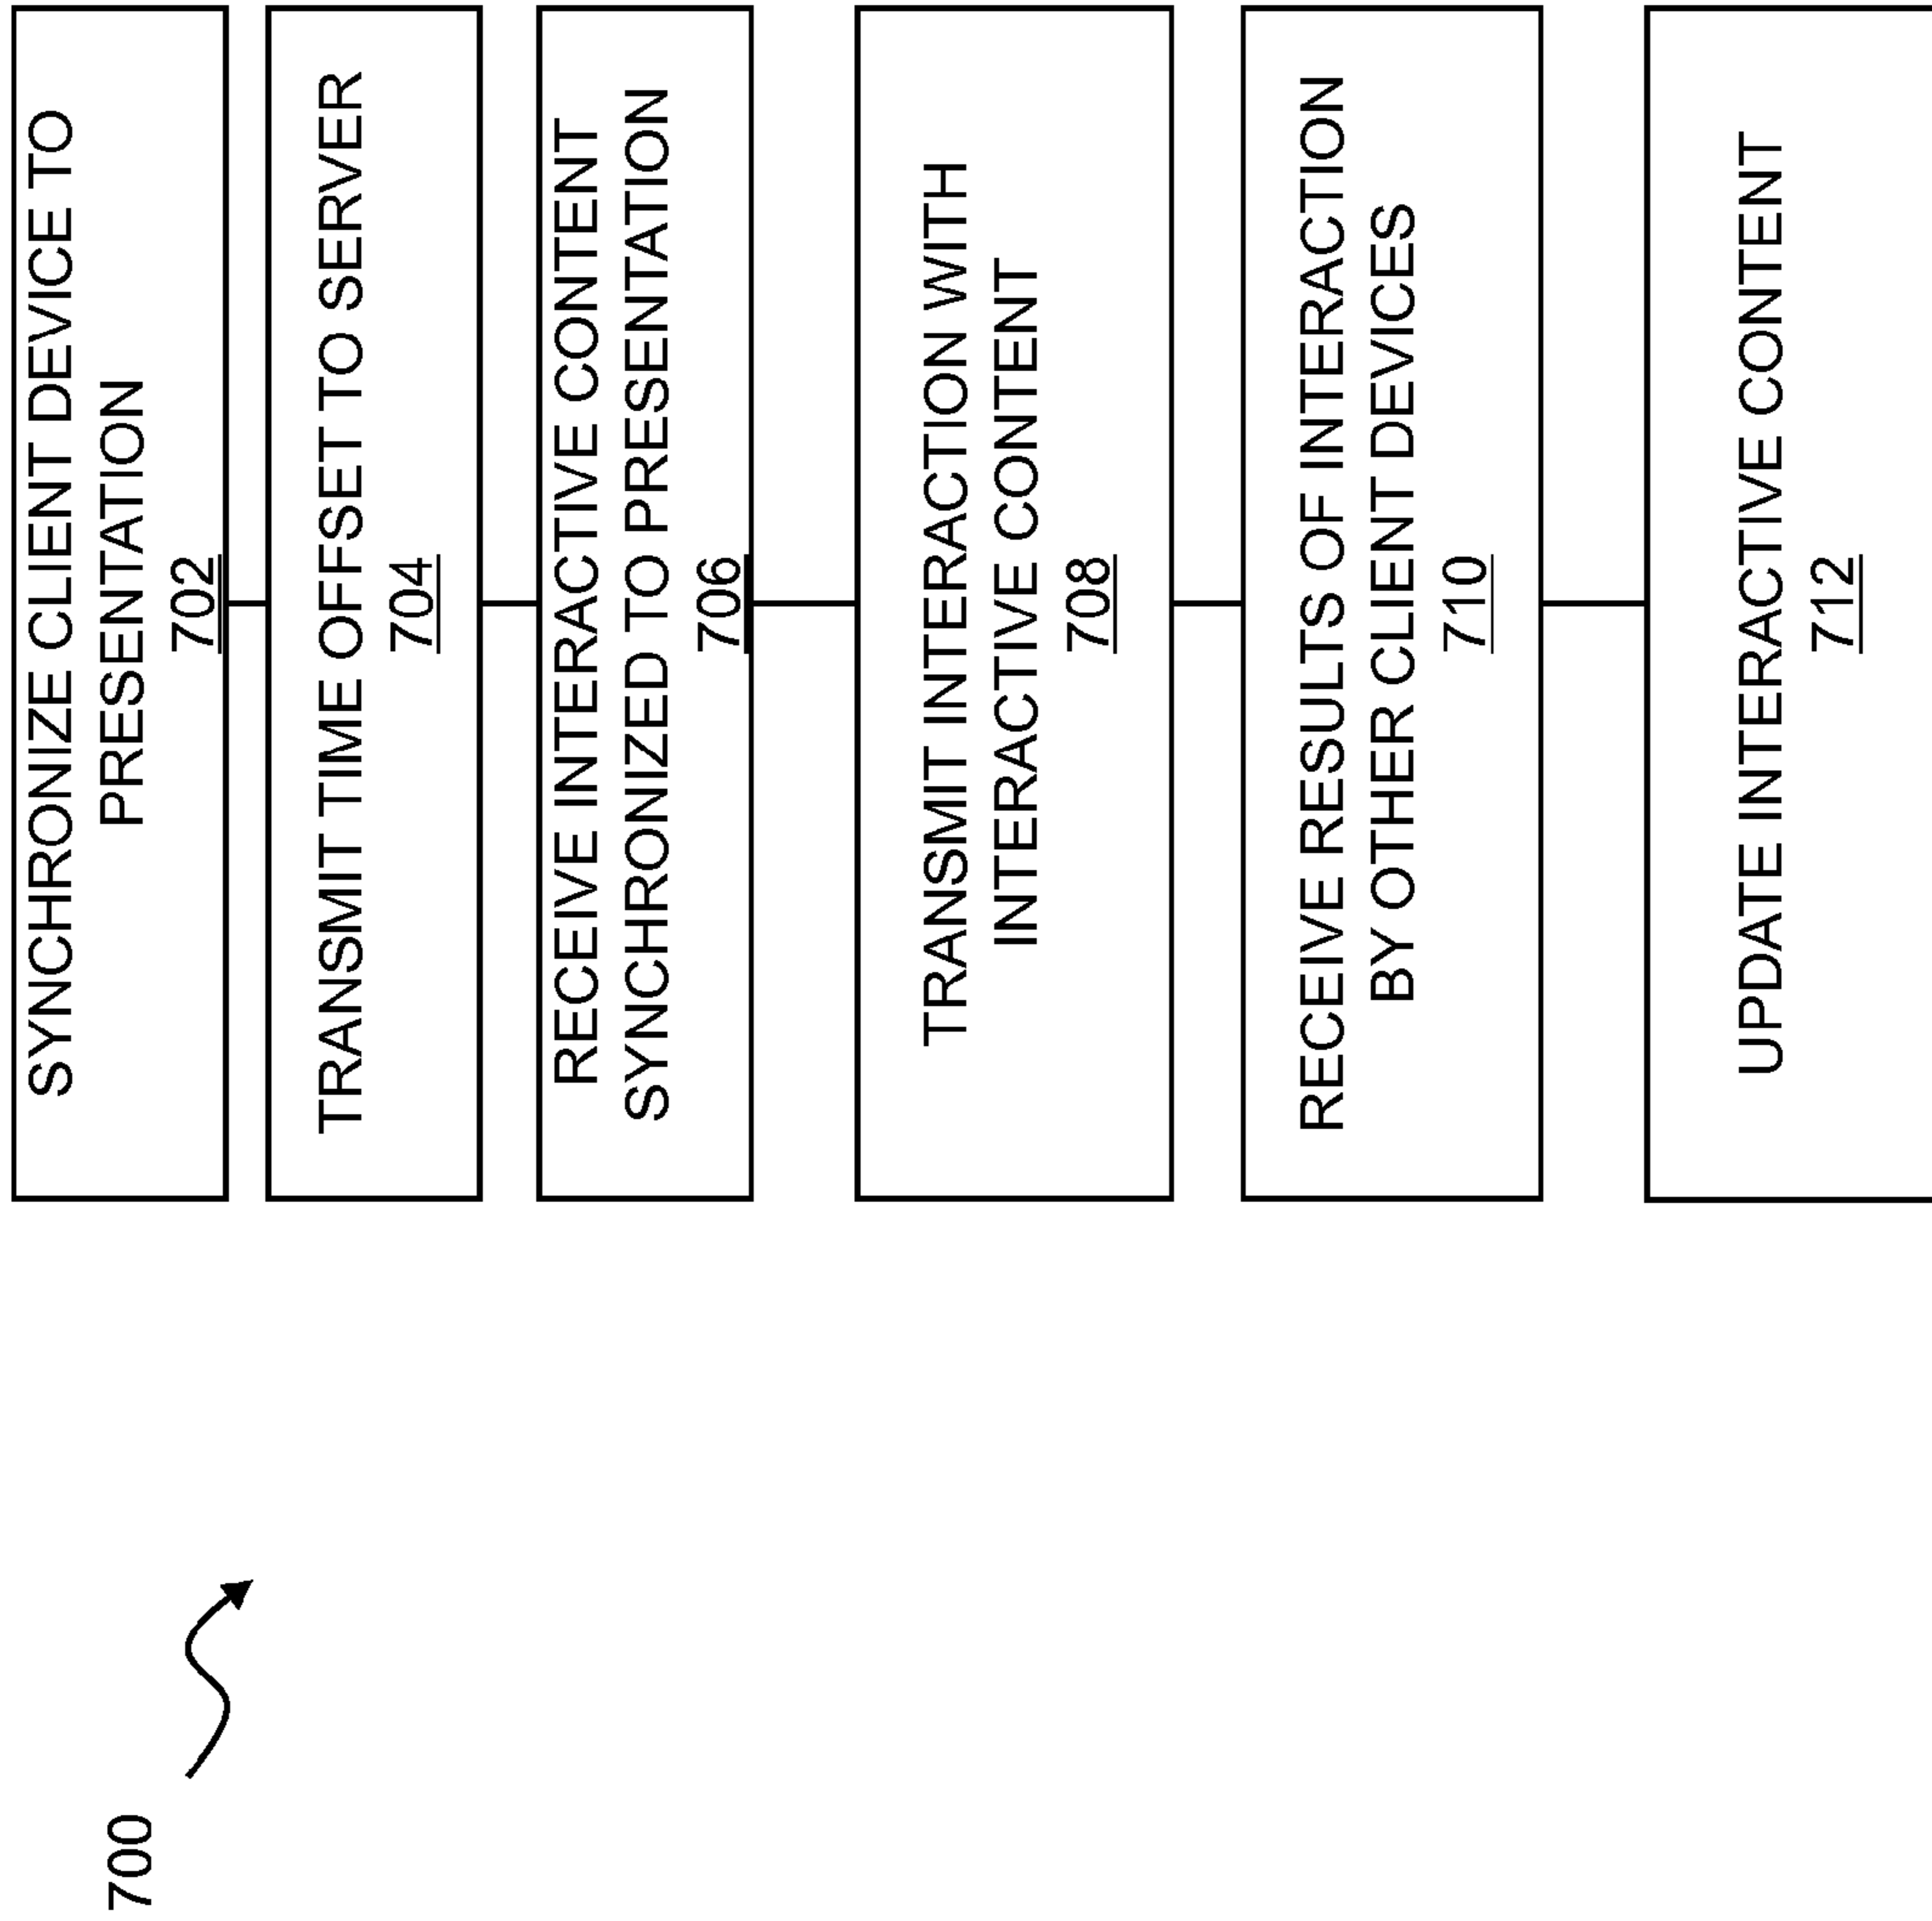 700
SYNCHRONIZE CLIENT DEVICE TO
PRESENTATION
702
TRANSMIT TIME OFFSET TO SERVER
704
RECEIVE INTERACTIVE CONTENT
SYNCHRONIZED TO PRESENTATION
706
TRANSMIT INTERACTION WITH
INTERACTIVE CONTENT
708
RECEIVE RESULTS OF INTERACTION
BY OTHER CLIENT DEVICES
710
UPDATE INTERACTIVE CONTENT
712